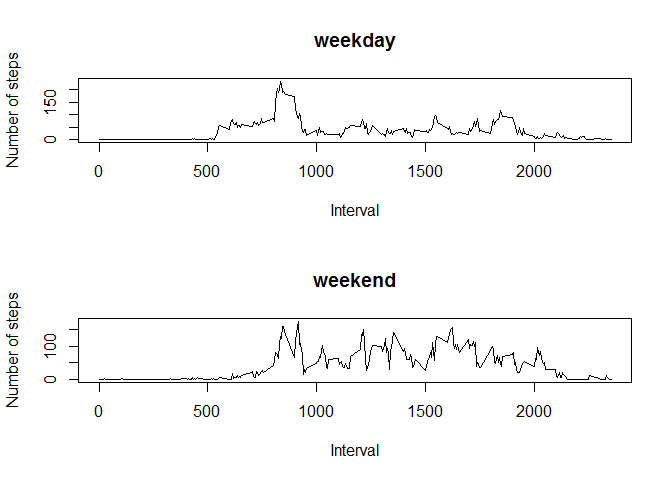 weekday
Number of steps
0 150
0 500 1000 1500 2000
Interval
weekend
Number of steps
0 100
0 500 1000 1500 2000
Interval